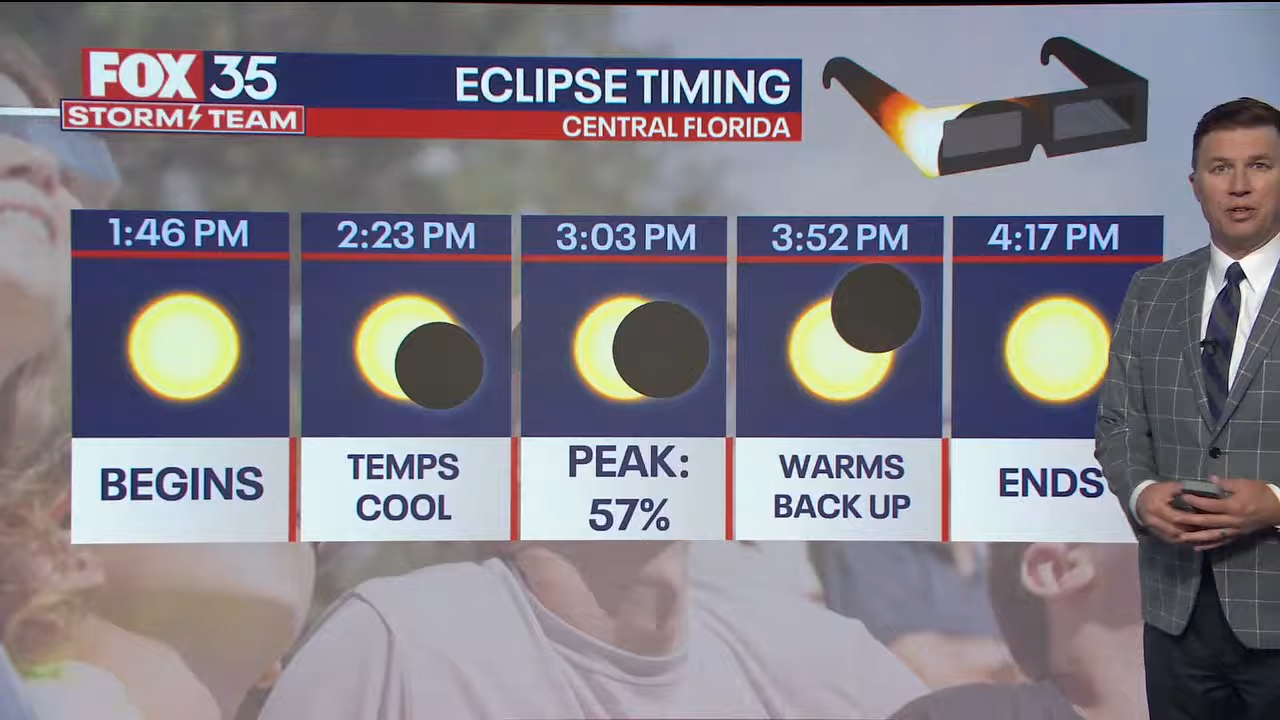 FOX 35
STORM TEAM
ECLIPSE TIMING
CENTRAL FLORIDA
1:46 PM
BEGINS
2:23 PM
TEMPS
COOL
3:03 PM
PEAK:
57%
3:52 PM
WARMS
BACK UP
4:17 PM
ENDS